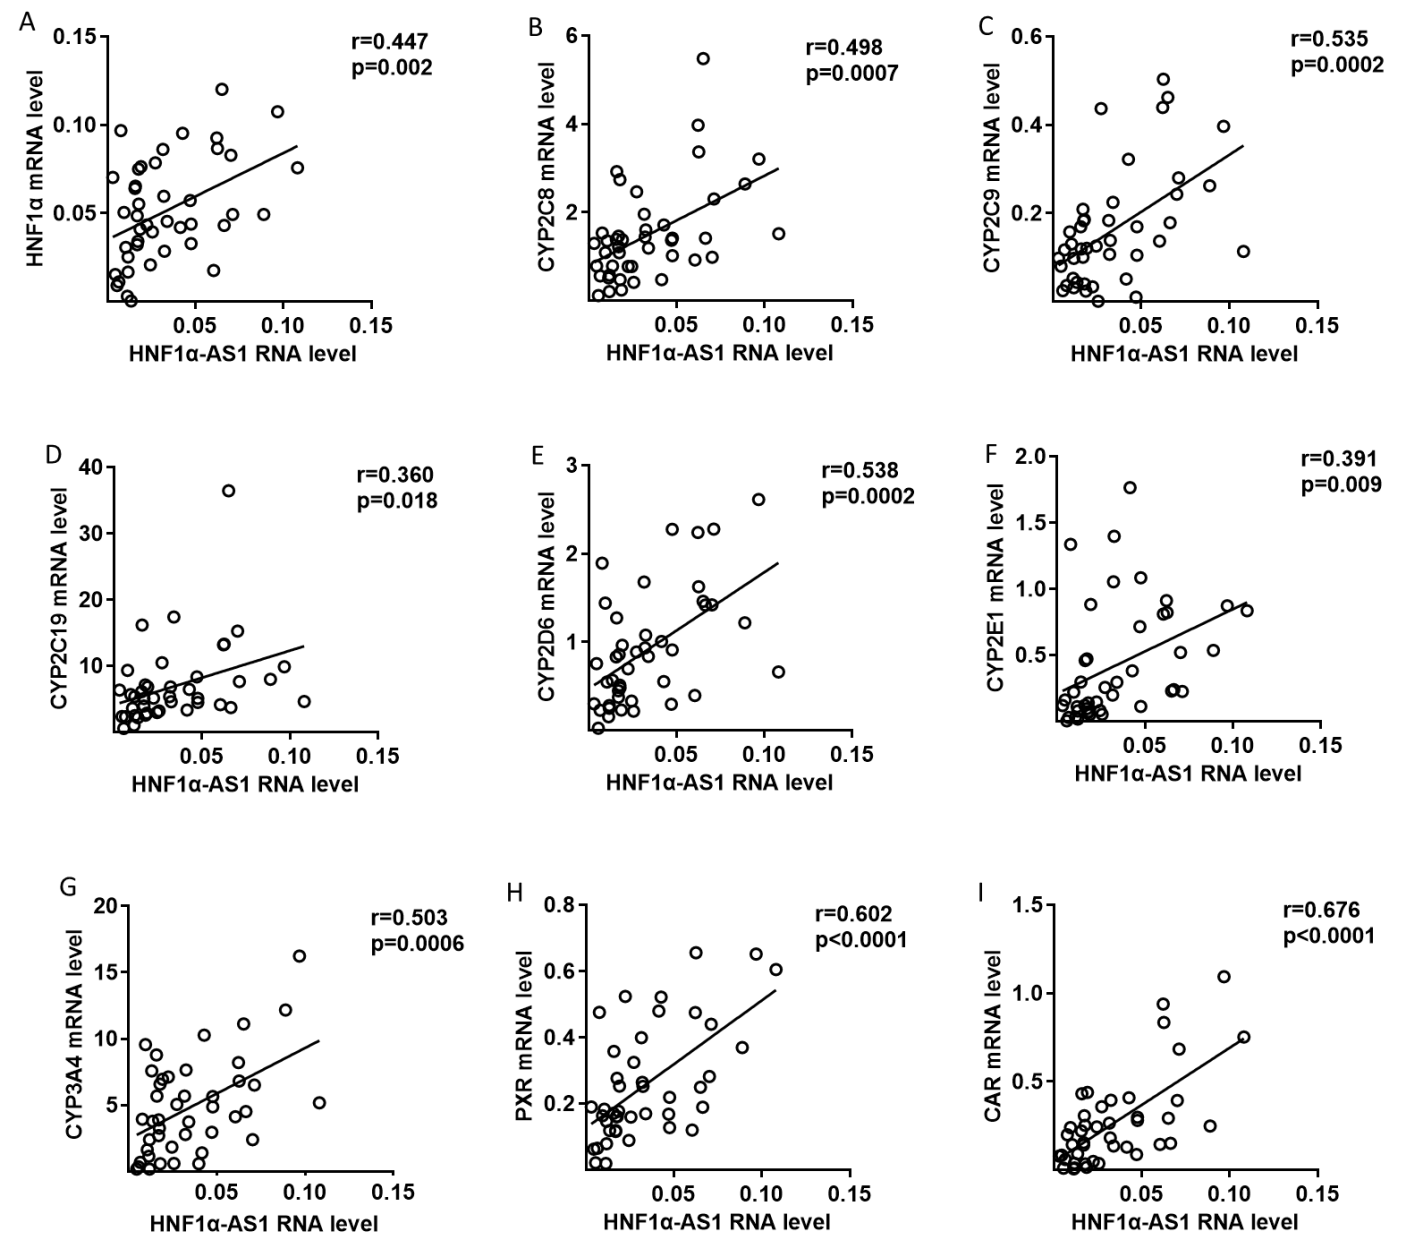 A
r=0.447
p=0.002
HNF1α mRNA level
0.15
0.10
0.05
0.05 0.10 0.15
HNF1α-AS1 RNA level
B
r=0.498
p=0.0007
CYP2C8 mRNA level
6
4
2
0.05 0.10 0.15
HNF1α-AS1 RNA level
C
r=0.535
p=0.0002
CYP2C9 mRNA level
0.6
0.4
0.2
0.05 0.10 0.15
HNF1α-AS1 RNA level
D
r=0.360
p=0.018
CYP2C19 mRNA level
40
30
20
10
0.05 0.10 0.15
HNF1α-AS1 RNA level
E
r=0.538
p=0.0002
CYP2D6 mRNA level
3
2
1
0.05 0.10 0.15
HNF1α-AS1 RNA level
F
r=0.391
p=0.009
CYP2E1 mRNA level
2.0
1.5
1.0
0.5
0.05 0.10 0.15
HNF1α-AS1 RNA level
G
r=0.503
p=0.0006
CYP3A4 mRNA level
20
15
10
5
0.05 0.10 0.15
HNF1α-AS1 RNA level
H
r=0.602
p<0.0001
PXR mRNA level
0.8
0.6
0.4
0.2
0.05 0.10 0.15
HNF1α-AS1 RNA level
I
r=0.676
p<0.0001
CAR mRNA level
1.5
1.0
0.5
0.05 0.10 0.15
HNF1α-AS1 RNA level